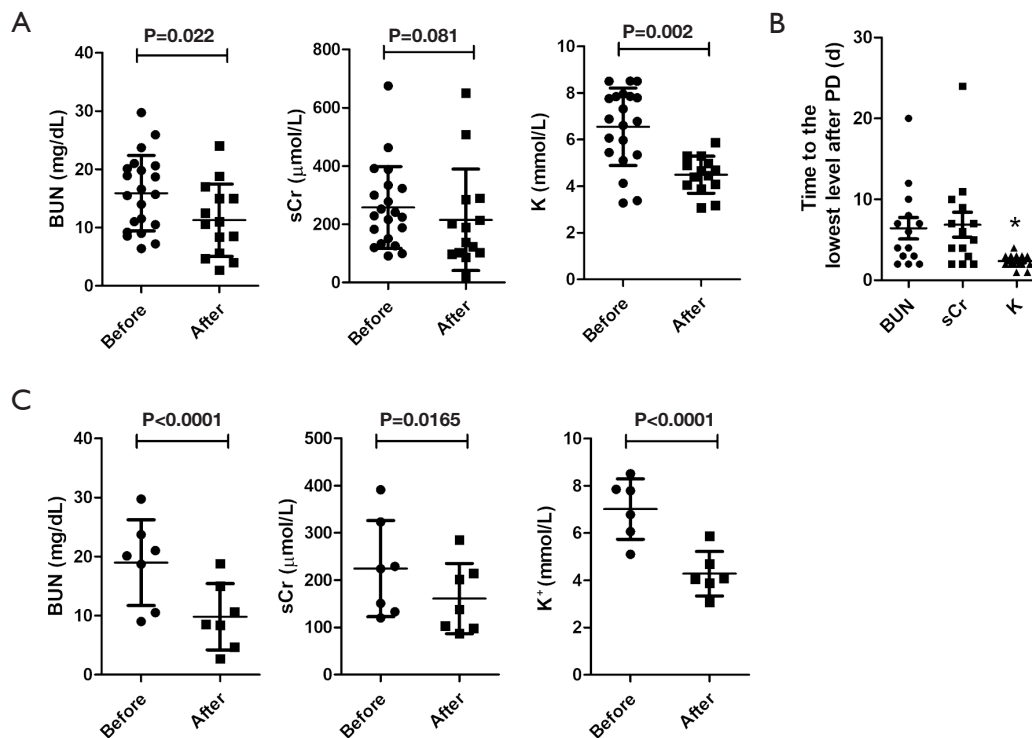 A
P=0.022
BUN (mg/dL)
40
30
20
10
0
Before
After
P=0.081
sCr (μmol/L)
800
600
400
200
0
Before
After
P=0.002
K (mmol/L)
10
8
6
4
2
0
Before
After
B
Time to the
lowest level after PD (d)
30
20
10
0
*
BUN
sCr
K
C
P<0.0001
BUN (mg/dL)
40
30
20
10
0
Before
After
P=0.0165
sCr (μmol/L)
500
400
300
200
100
0
Before
After
P<0.0001
K⁺(mmol/L)
8
6
4
2
0
Before
After